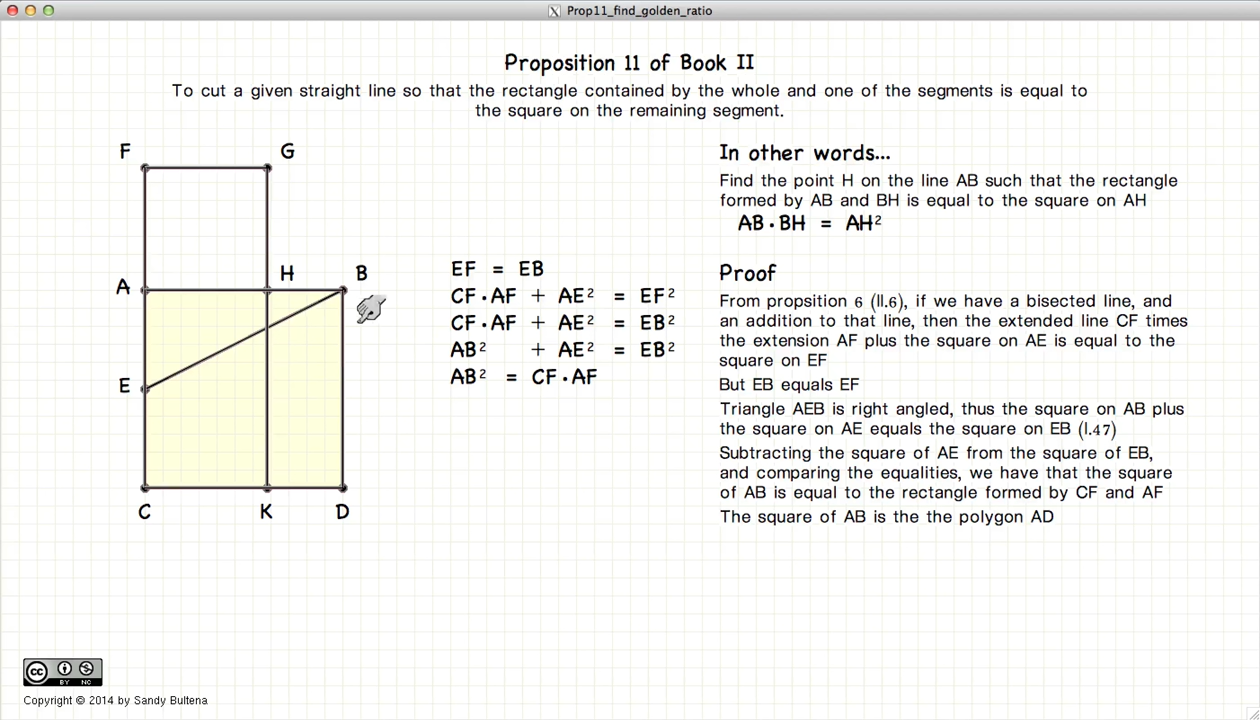 Prop11_find_golden_ratio
Proposition 11 of Book II
To cut a given straight line so that the rectangle contained by the whole and one of the segments is equal to
the square on the remaining segment.
F
G
A
H
B
E
C
K
D
EF = EB
CF·AF + AE² = EF²
CF·AF + AE² = EB²
AB² + AE² = EB²
AB² = CF·AF
In other words...
Find the point H on the line AB such that the rectangle
formed by AB and BH is equal to the square on AH
AB·BH = AH²
Proof
From propsition 6 (II.6), if we have a bisected line, and
an addition to that line, then the extended line CF times
the extension AF plus the square on AE is equal to the
square on EF
But EB equals EF
Triangle AEB is right angled, thus the square on AB plus
the square on AE equals the square on EB (I.47)
Subtracting the square of AE from the square of EB,
and comparing the equalities, we have that the square
of AB is equal to the rectangle formed by CF and AF
The square of AB is the the polygon AD
cc
BY NC
Copyright © 2014 by Sandy Bultena